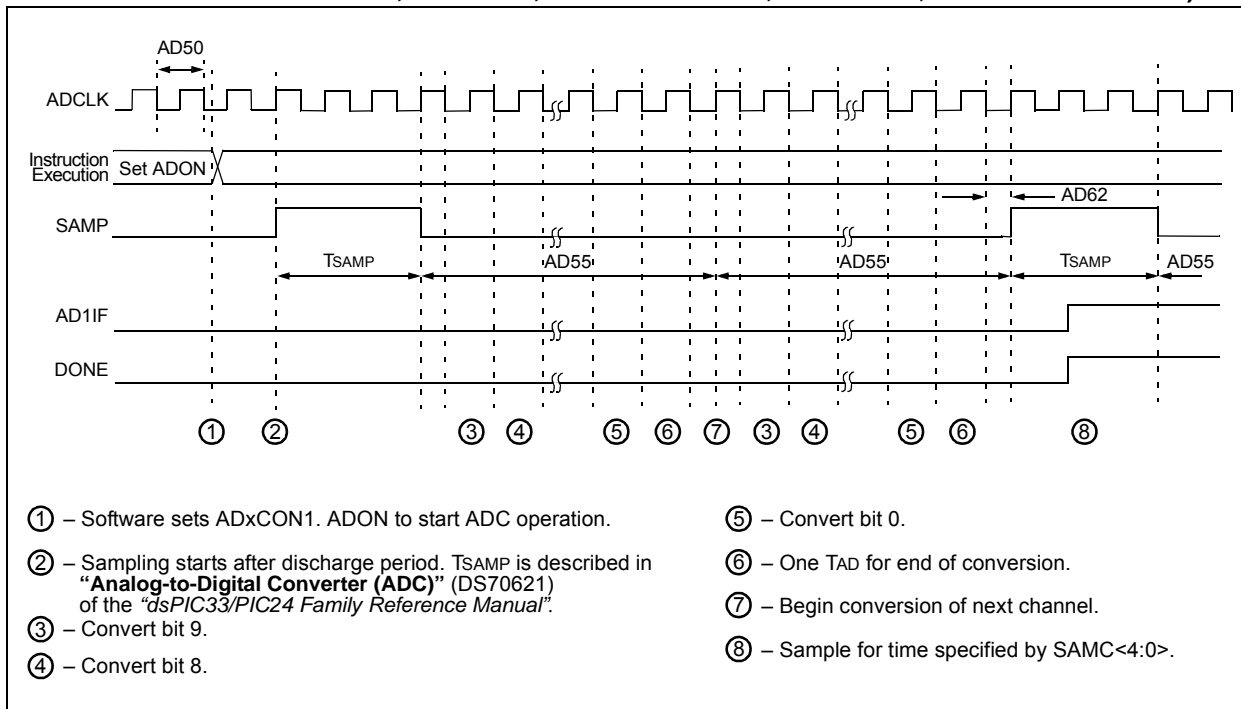 AD50
ADCLK
Instruction
Execution
Set ADON
SAMP
AD62
TSAMP
AD55
AD55
TSAMP
AD55
AD1IF
DONE
1 2 3 4 5 6 7 3 4 5 6 8
1 – Software sets ADxCON1. ADON to start ADC operation.
2 – Sampling starts after discharge period. TSAMP is described in
“Analog-to-Digital Converter (ADC)” (DS70621)
of the “dsPIC33/PIC24 Family Reference Manual”.
3 – Convert bit 9.
4 – Convert bit 8.
5 – Convert bit 0.
6 – One TAD for end of conversion.
7 – Begin conversion of next channel.
8 – Sample for time specified by SAMC<4:0>.